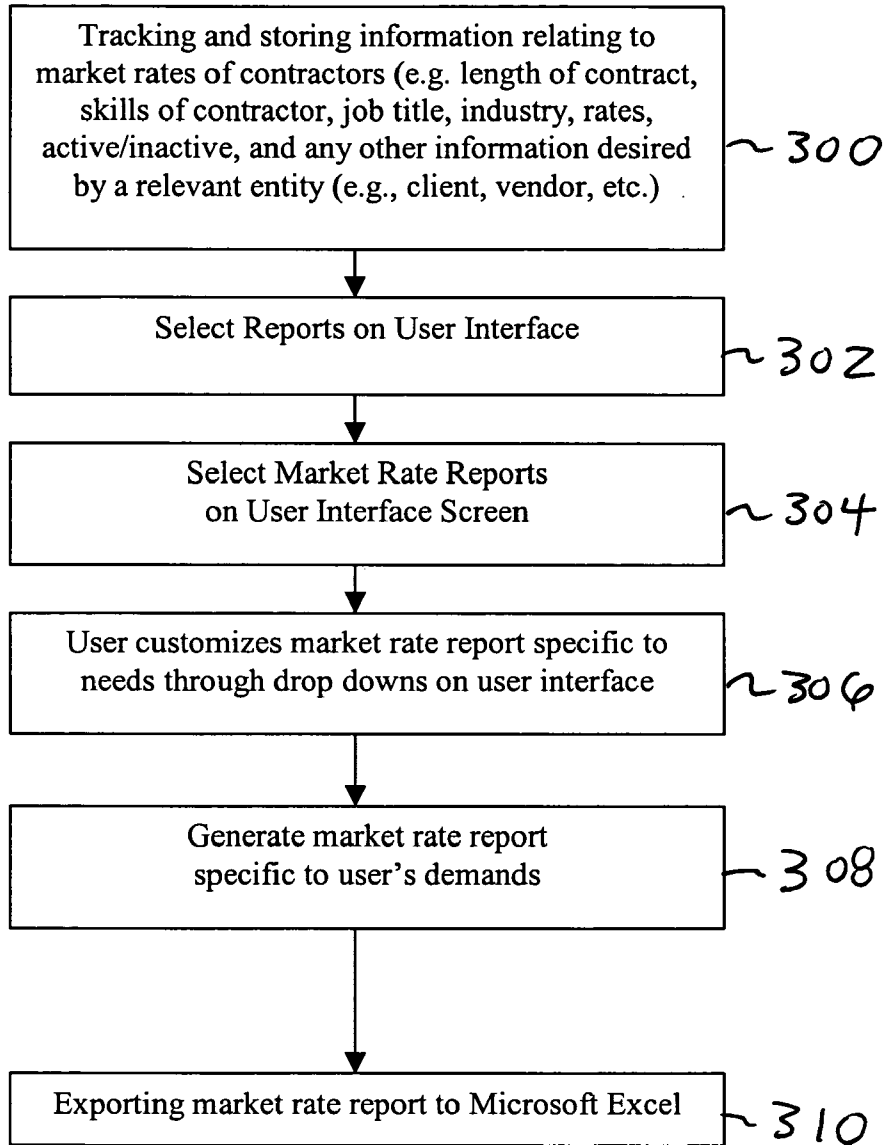 Tracking and storing information relating to
market rates of contractors (e.g. length of contract,
skills of contractor, job title, industry, rates,
active/inactive, and any other information desired
by a relevant entity (e.g., client, vendor, etc.)
~300
Select Reports on User Interface
~302
Select Market Rate Reports
on User Interface Screen
~304
User customizes market rate report specific to
needs through drop downs on user interface
~306
Generate market rate report
specific to user's demands
~308
Exporting market rate report to Microsoft Excel
~310